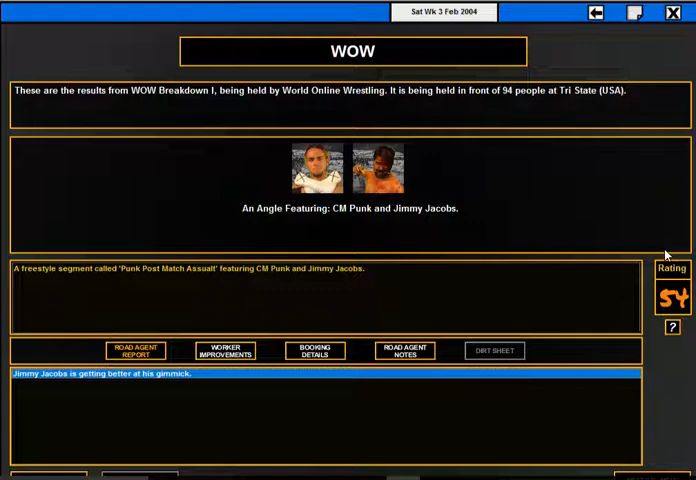 Sat Wk 3 Feb 2004
WOW
These are the results from WOW Breakdown I, being held by World Online Wrestling. It is being held in front of 94 people at Tri State (USA).
An Angle Featuring: CM Punk and Jimmy Jacobs.
A freestyle segment called 'Punk Post Match Assualt' featuring CM Punk and Jimmy Jacobs.
Rating
54
?
ROAD AGENT REPORT
WORKER IMPROVEMENTS
BOOKING DETAILS
ROAD AGENT NOTES
DIRT SHEET
Jimmy Jacobs is getting better at his gimmick.